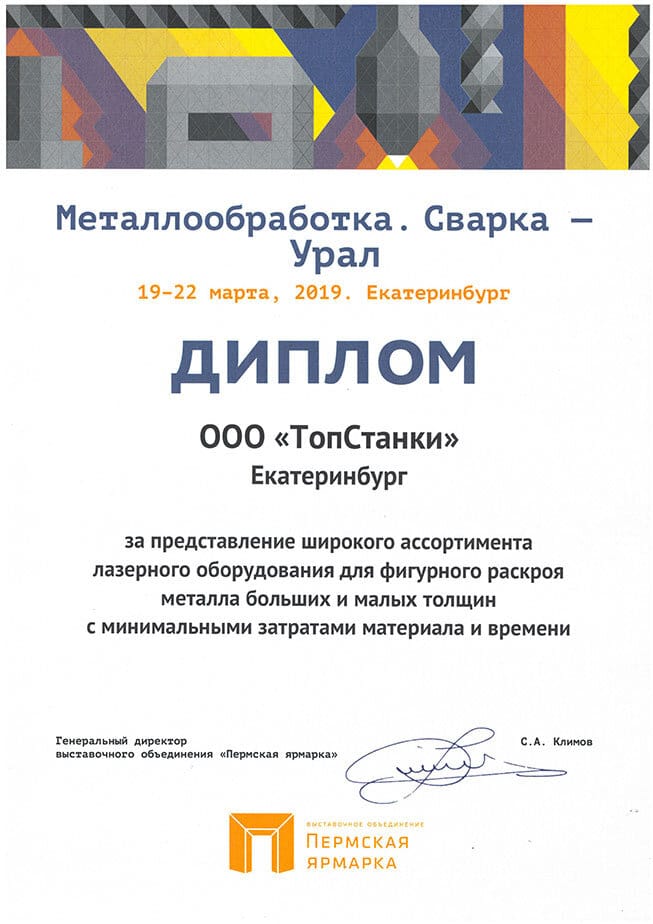 Металлообработка. Сварка –
Урал
19–22 марта, 2019. Екатеринбург
ДИПЛОМ
ООО «ТопСтанки»
Екатеринбург
за представление широкого ассортимента
лазерного оборудования для фигурного раскроя
металла больших и малых толщин
с минимальными затратами материала и времени
Генеральный директор
выставочного объединения «Пермская ярмарка»
С.А. Климов
ВЫСТАВОЧНОЕ ОБЪЕДИНЕНИЕ
ПЕРМСКАЯ
ЯРМАРКА